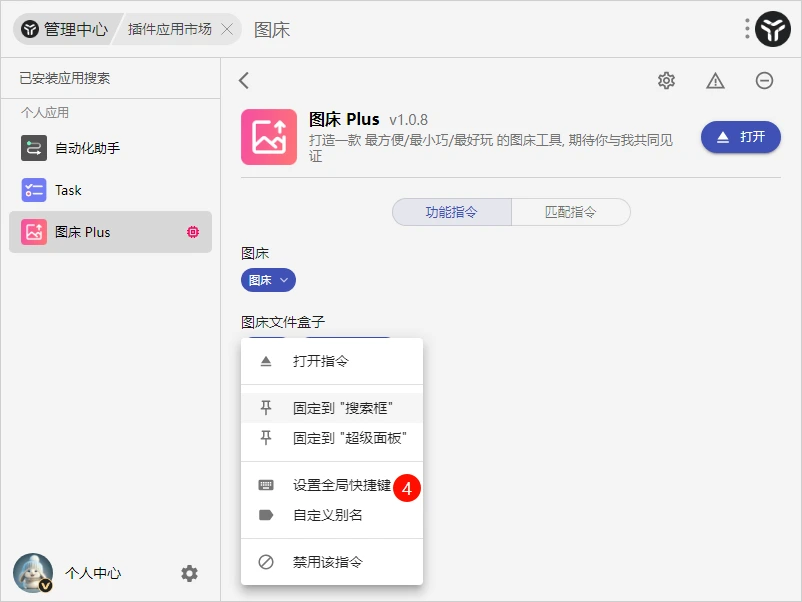 管理中心
插件应用市场
图床
已安装应用搜索
个人应用
自动化助手
Task
图床 Plus
图床 Plus v1.0.8
打造一款 最方便/最小巧/最好玩 的图床工具, 期待你与我共同见
证
打开
功能指令
匹配指令
图床
图床
图床文件盒子
打开指令
固定到 "搜索框"
固定到 "超级面板"
设置全局快捷键
4
自定义别名
禁用该指令
个人中心